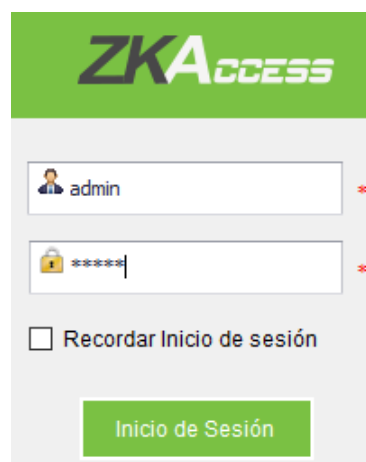 ZKAccess
admin *
***** *
Recordar Inicio de sesión
Inicio de Sesión